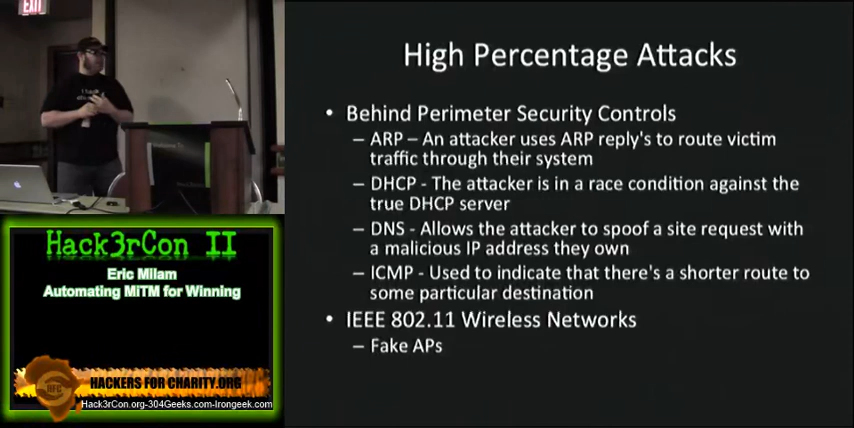 EXIT
High Percentage Attacks
• Behind Perimeter Security Controls
– ARP – An attacker uses ARP reply's to route victim
traffic through their system
– DHCP - The attacker is in a race condition against the
true DHCP server
– DNS - Allows the attacker to spoof a site request with
a malicious IP address they own
– ICMP - Used to indicate that there's a shorter route to
some particular destination
• IEEE 802.11 Wireless Networks
– Fake APs
Hack3rCon II
Eric Milam
Automating MiTM for Winning
HFC
HACKERS FOR CHARITY.ORG
Hack3rCon.org-304Geeks.com-Irongeek.com